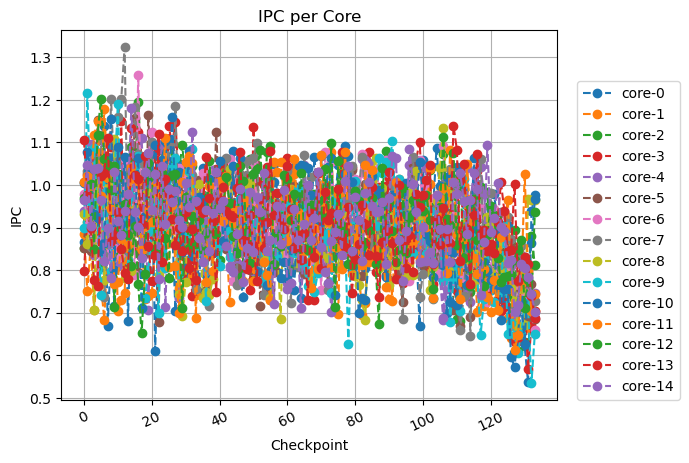 IPC per Core
IPC
1.3
1.2
1.1
1.0
0.9
0.8
0.7
0.6
0.5
0
20
40
60
80
100
120
Checkpoint
core-0
core-1
core-2
core-3
core-4
core-5
core-6
core-7
core-8
core-9
core-10
core-11
core-12
core-13
core-14